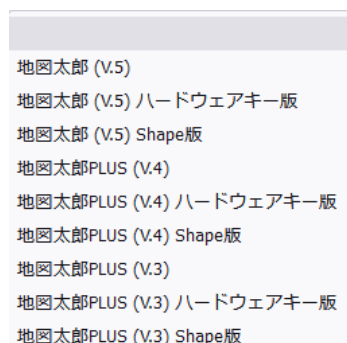 地図太郎 (V.5)
地図太郎 (V.5) ハードウェアキー版
地図太郎 (V.5) Shape版
地図太郎PLUS (V.4)
地図太郎PLUS (V.4) ハードウェアキー版
地図太郎PLUS (V.4) Shape版
地図太郎PLUS (V.3)
地図太郎PLUS (V.3) ハードウェアキー版
地図太郎PLUS (V.3) Shape版